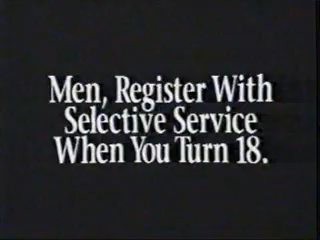 Men, Register With
Selective Service
When You Turn 18.